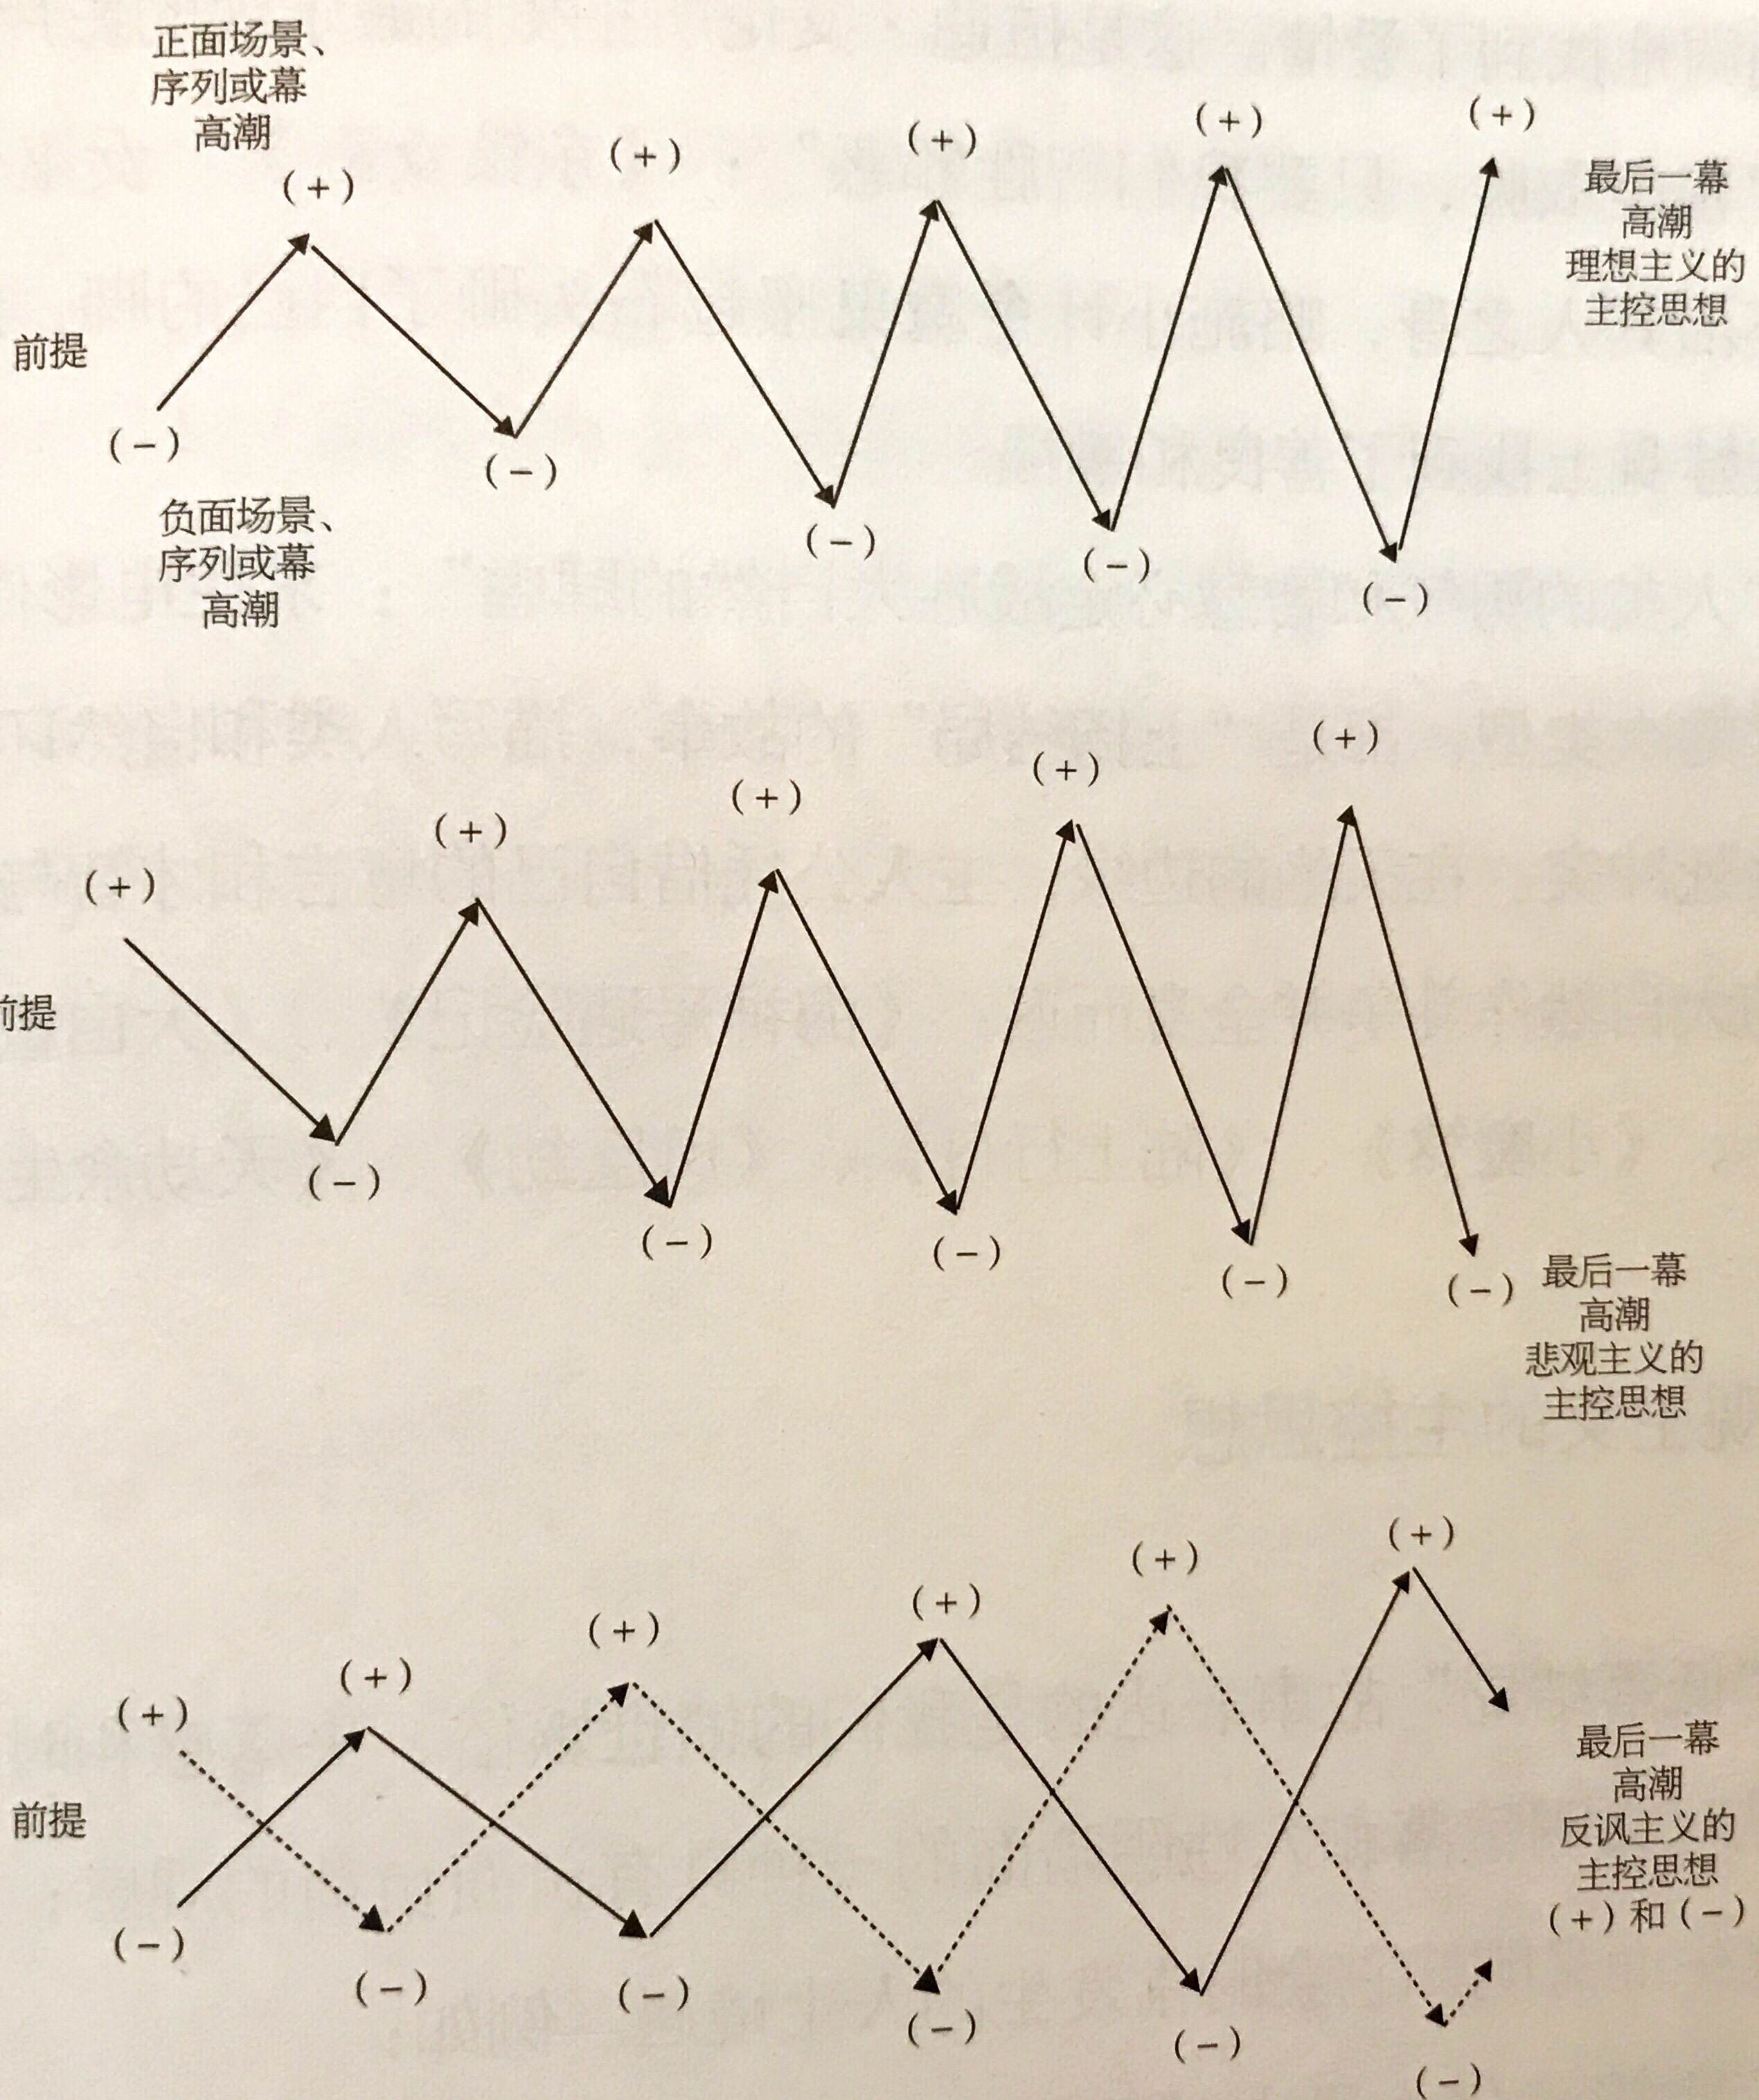 正面场景、
序列或幕
高潮
(+)
(+)
(+)
(+)
(+)
最后一幕
高潮
理想主义的
主控思想
前提
(-)
(-)
(-)
(-)
(-)
负面场景、
序列或幕
高潮
(+)
(+)
(+)
(+)
(+)
前提
(-)
(-)
(-)
(-)
(-)
最后一幕
高潮
悲观主义的
主控思想
(+)
(+)
(+)
(+)
(+)
(+)
前提
(-)
(-)
(-)
(-)
(-)
(-)
最后一幕
高潮
反讽主义的
主控思想
(+)和(-)